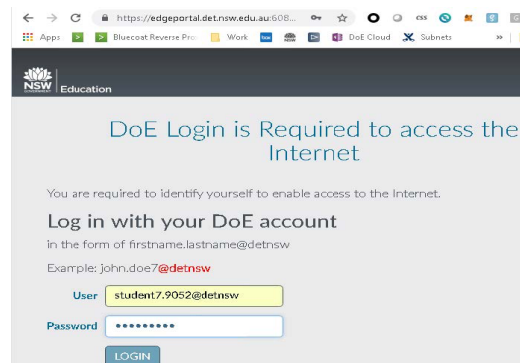 https://edgeportal.det.nsw.edu.au:608...
Apps Bluecoat Reverse Pro Work DoE Cloud Subnets »
NSW Education
DoE Login is Required to access the
Internet
You are required to identify yourself to enable access to the Internet.
Log in with your DoE account
in the form of firstname.lastname@detnsw
Example: john.doe7@detnsw
User student7.9052@detnsw
Password •••••••••
LOGIN